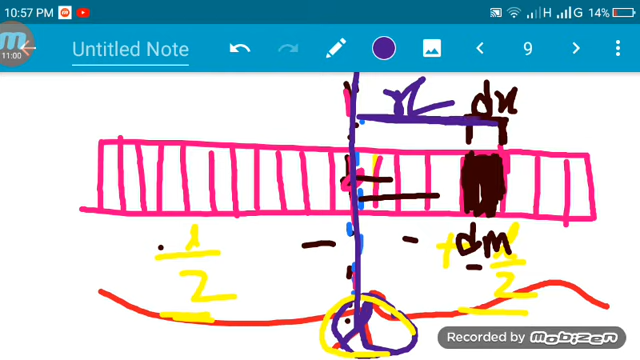 10:57 PM H G 14%
11:00 Untitled Note 9
x dx
l/2 dm + l/2
Recorded by mobizen